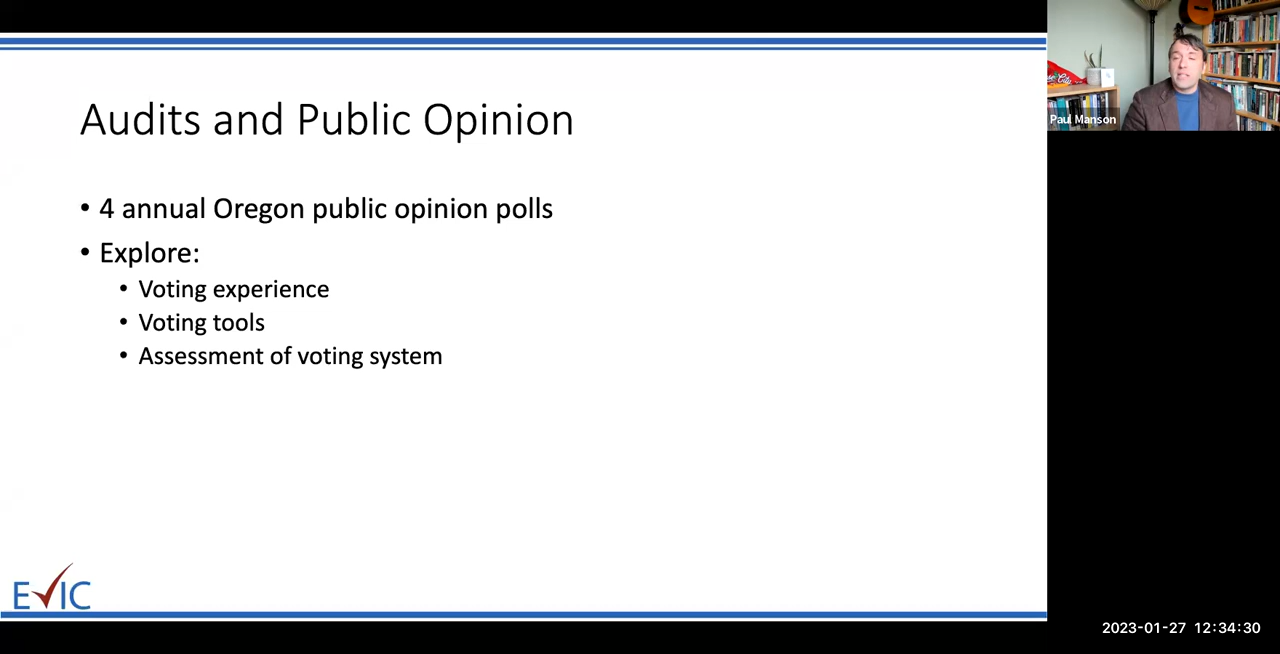 Audits and Public Opinion
• 4 annual Oregon public opinion polls
• Explore:
• Voting experience
• Voting tools
• Assessment of voting system
EVIC
Paul Manson
2023-01-27 12:34:30